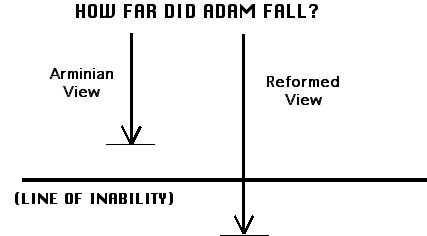 HOW FAR DID ADAM FALL?
Arminian
View
Reformed
View
(LINE OF INABILITY)